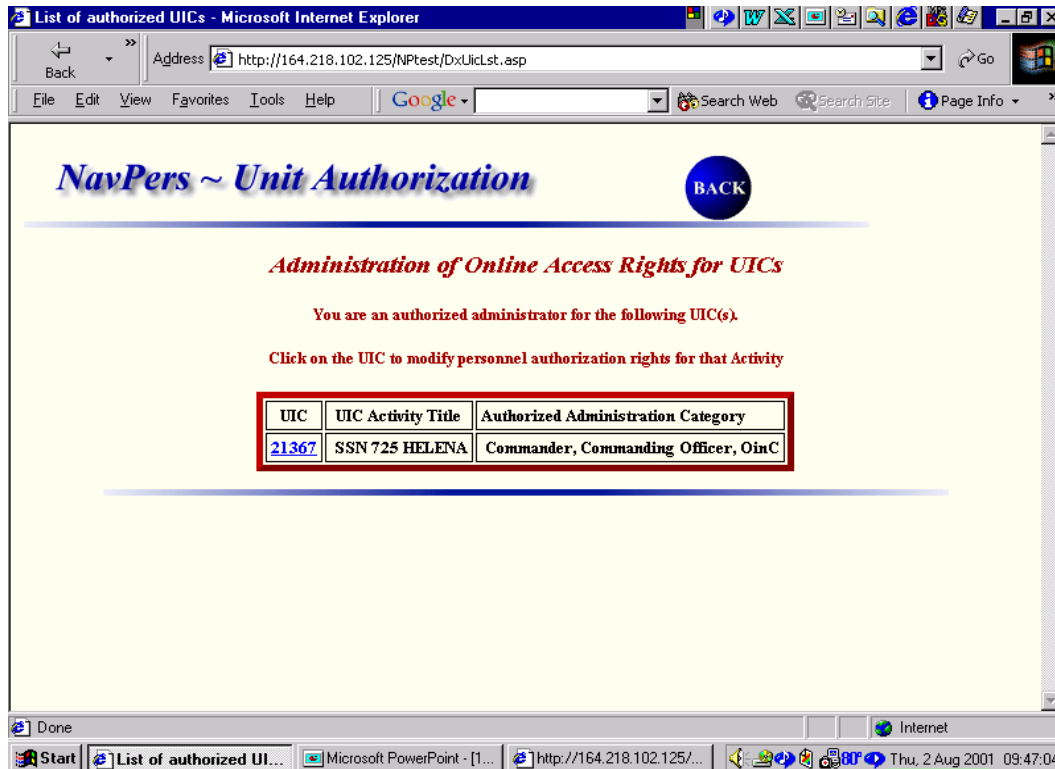 List of authorized UICs - Microsoft Internet Explorer
Back
»
Address
http://164.218.102.125/NPtest/DxUicLst.asp
Go
File Edit View Favorites Tools Help
Google
Search Web
Search Site
Page Info
»
NavPers ~ Unit Authorization
BACK
Administration of Online Access Rights for UICs
You are an authorized administrator for the following UIC(s).
Click on the UIC to modify personnel authorization rights for that Activity
UIC UIC Activity Title Authorized Administration Category
21367 SSN 725 HELENA Commander, Commanding Officer, OinC
Done
Internet
Start
List of authorized UI...
Microsoft PowerPoint - [1...
http://164.218.102.125/...
80°
Thu, 2 Aug 2001 09:47:04